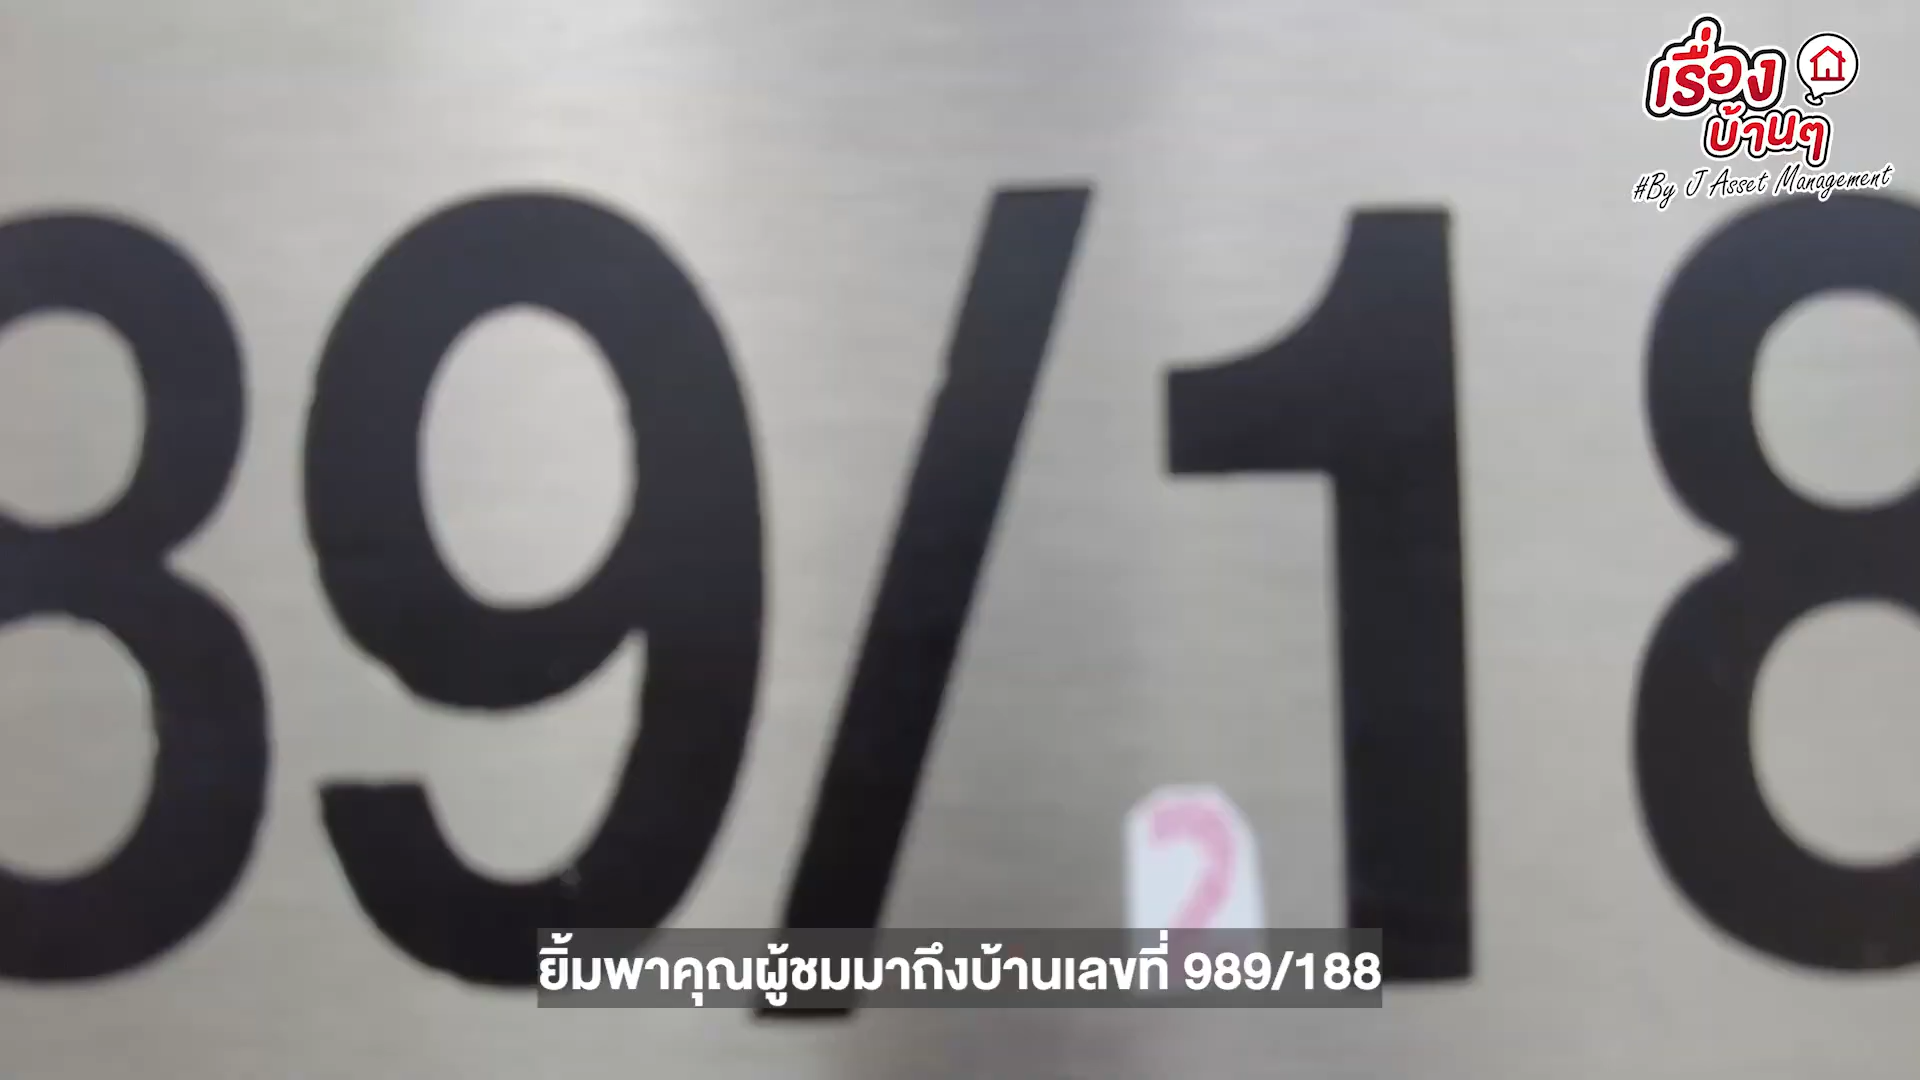 เรื่อง
บ้านๆ
#By J Asset Management
89/18
2
ยิ้มพาคุณผู้ชมมาถึงบ้านเลขที่ 989/188